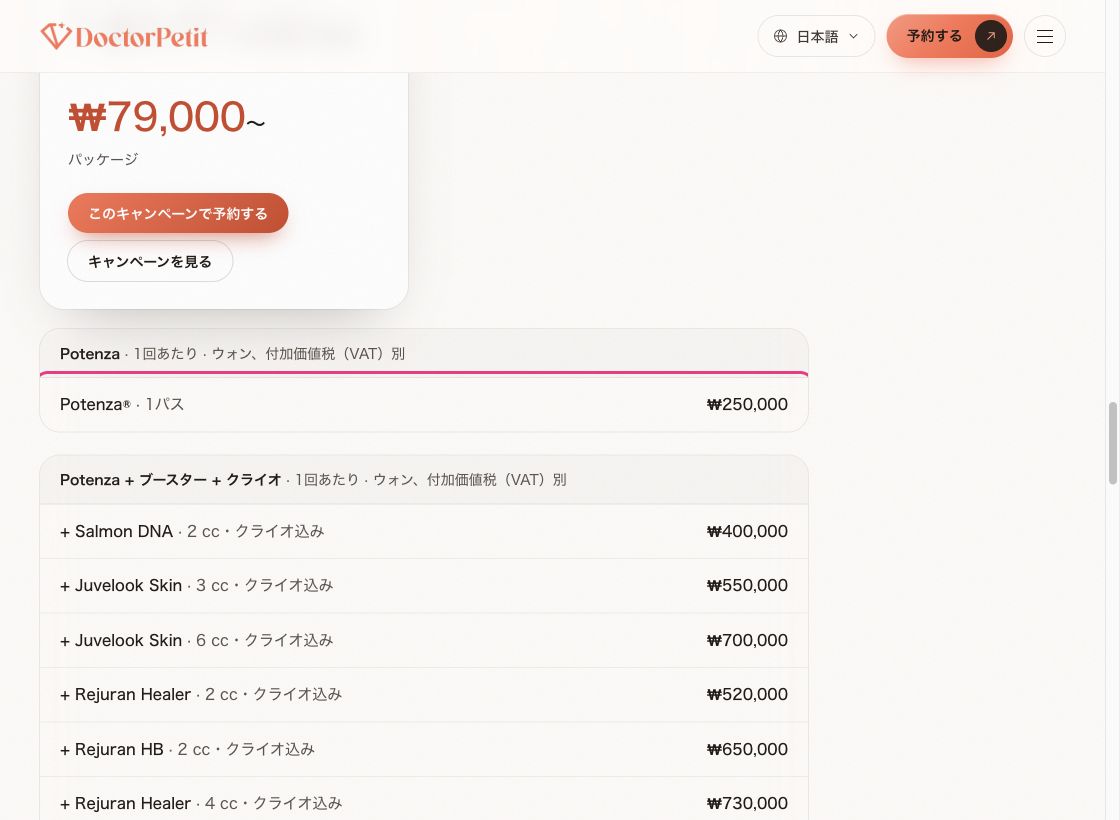 DoctorPetit
日本語
予約する
₩79,000〜
パッケージ
このキャンペーンで予約する
キャンペーンを見る
Potenza · 1回あたり · ウォン、付加価値税（VAT）別
Potenza® · 1パス ₩250,000
Potenza + ブースター + クライオ · 1回あたり · ウォン、付加価値税（VAT）別
+ Salmon DNA · 2 cc・クライオ込み ₩400,000
+ Juvelook Skin · 3 cc・クライオ込み ₩550,000
+ Juvelook Skin · 6 cc・クライオ込み ₩700,000
+ Rejuran Healer · 2 cc・クライオ込み ₩520,000
+ Rejuran HB · 2 cc・クライオ込み ₩650,000
+ Rejuran Healer · 4 cc・クライオ込み ₩730,000